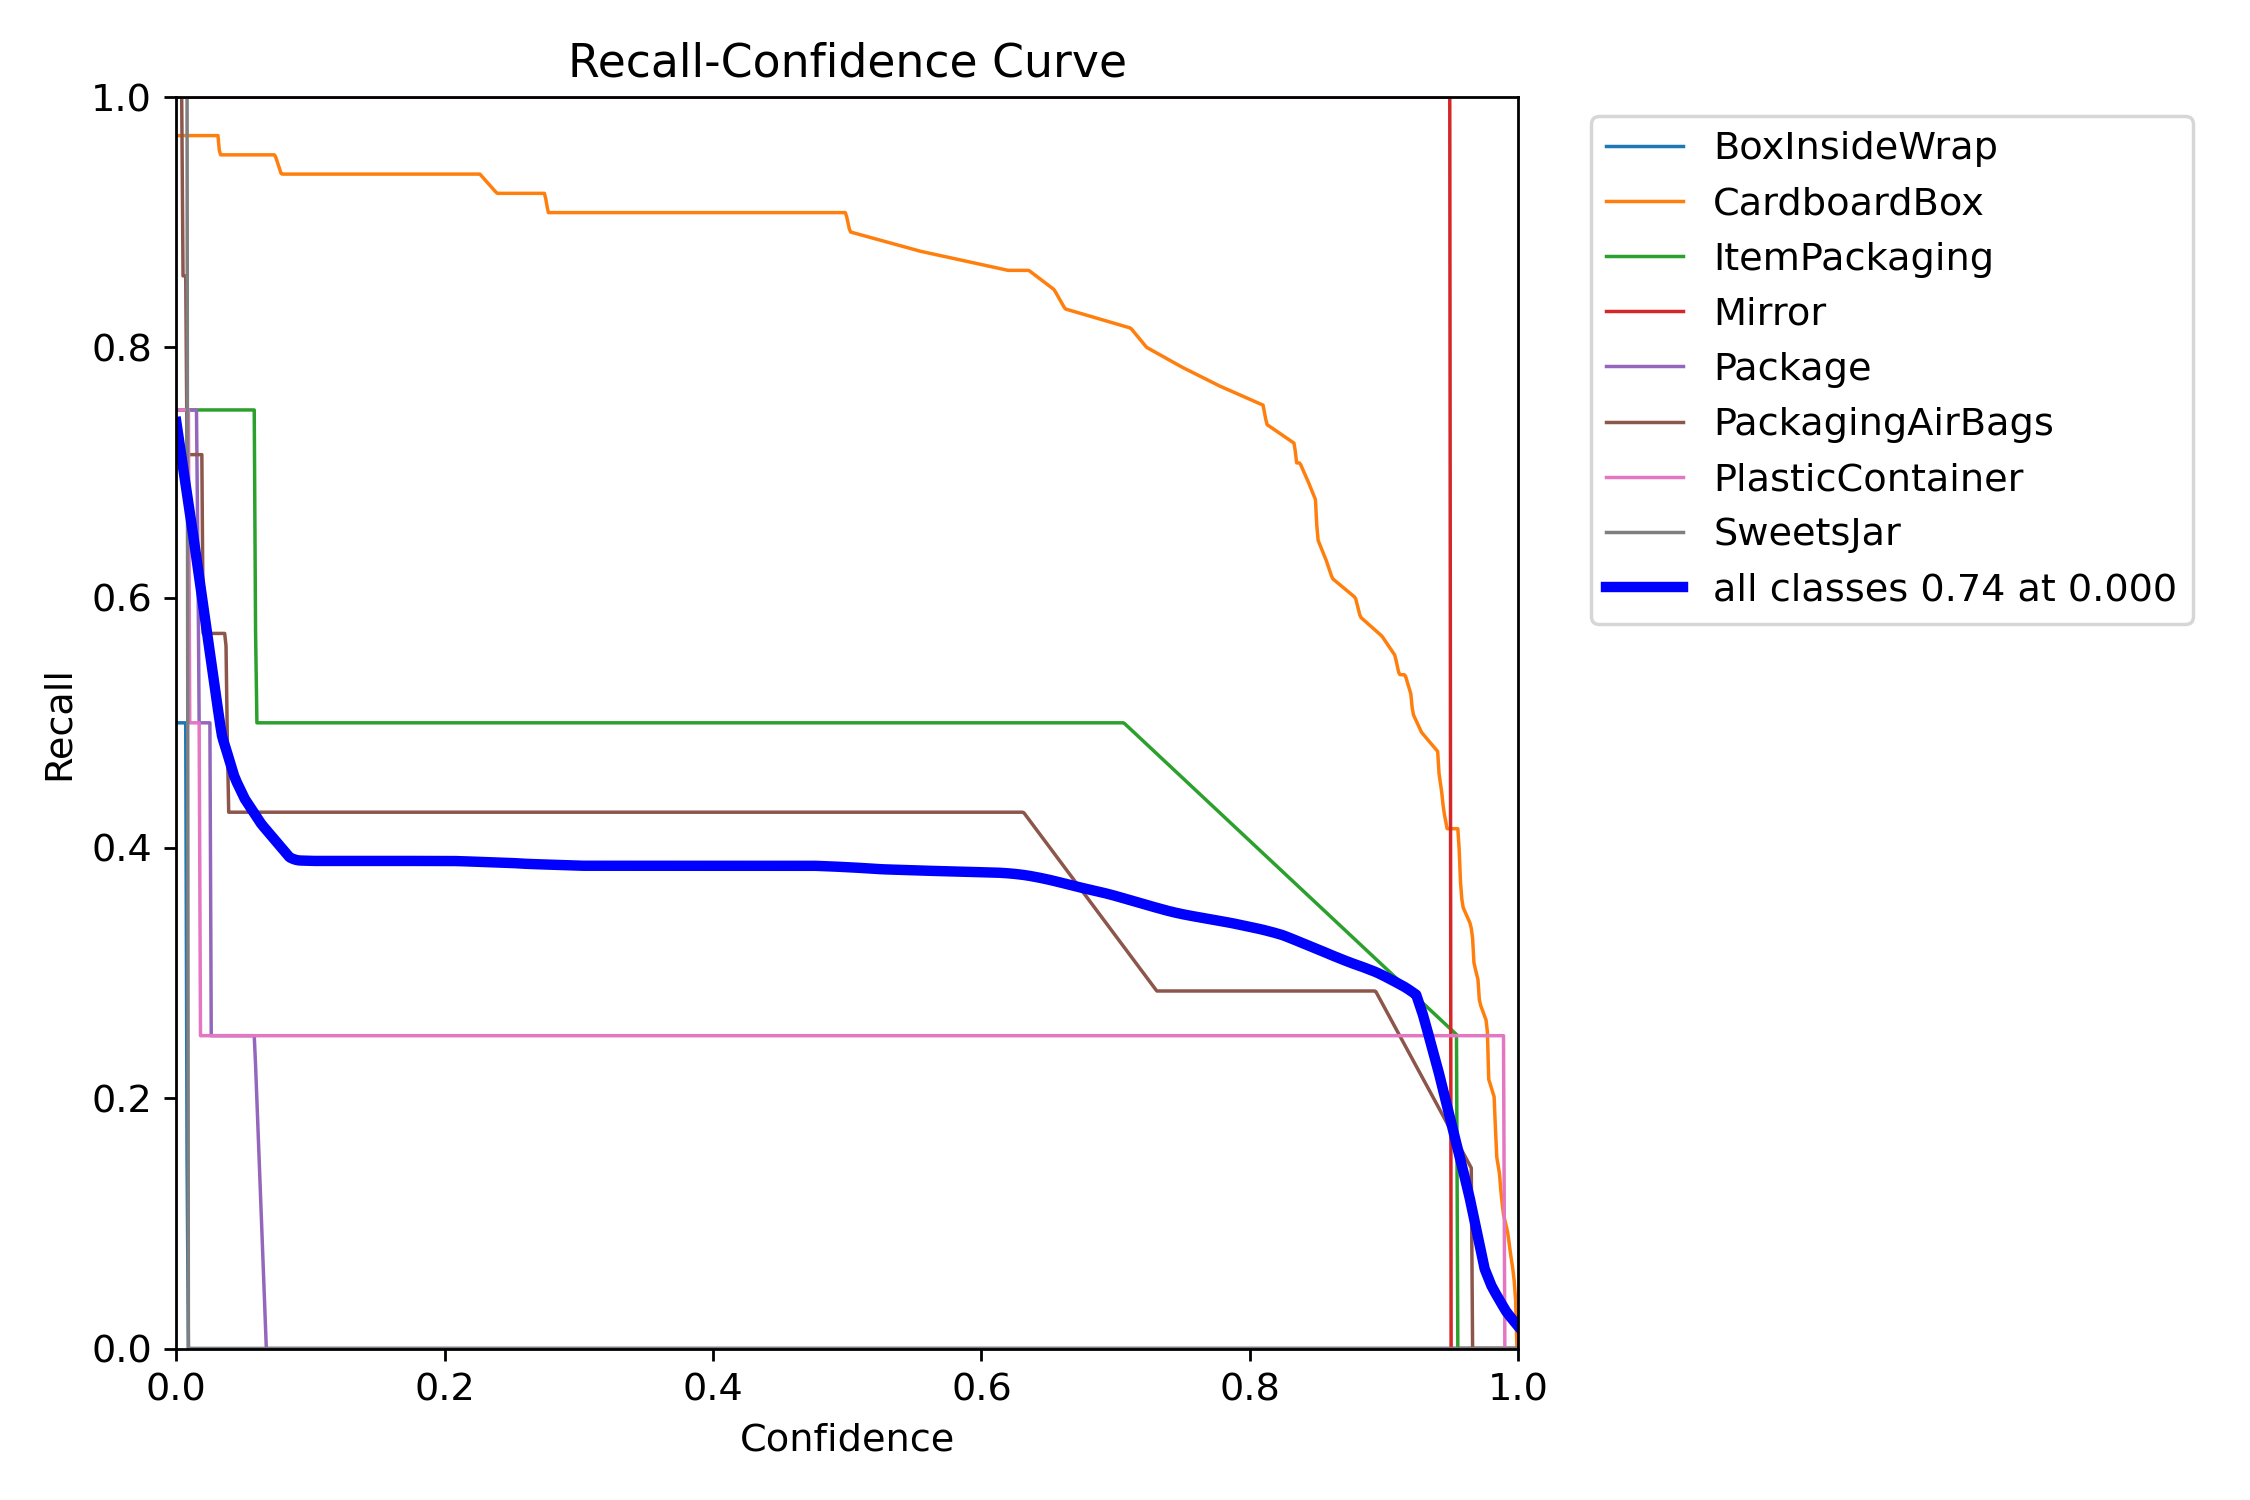 Recall-Confidence Curve
1.0
0.8
0.6
0.4
0.2
0.0
Recall
0.0 0.2 0.4 0.6 0.8 1.0
Confidence
BoxInsideWrap
CardboardBox
ItemPackaging
Mirror
Package
PackagingAirBags
PlasticContainer
SweetsJar
all classes 0.74 at 0.000